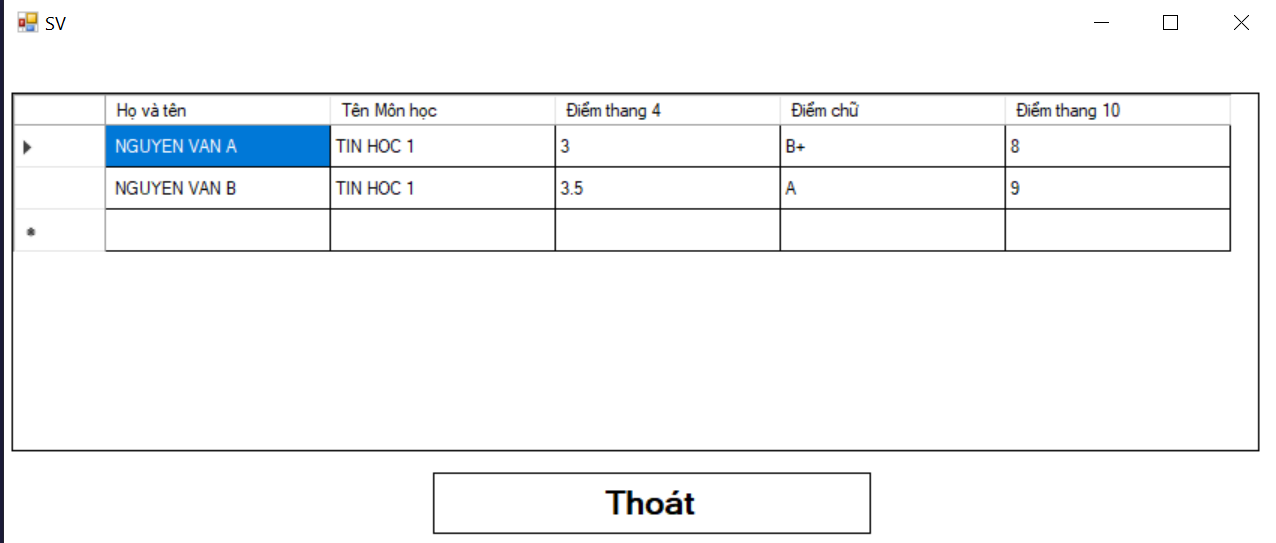 SV
Họ và tên Tên Môn học Điểm thang 4 Điểm chữ Điểm thang 10
NGUYEN VAN A TIN HOC 1 3 B+ 8
NGUYEN VAN B TIN HOC 1 3.5 A 9
Thoát